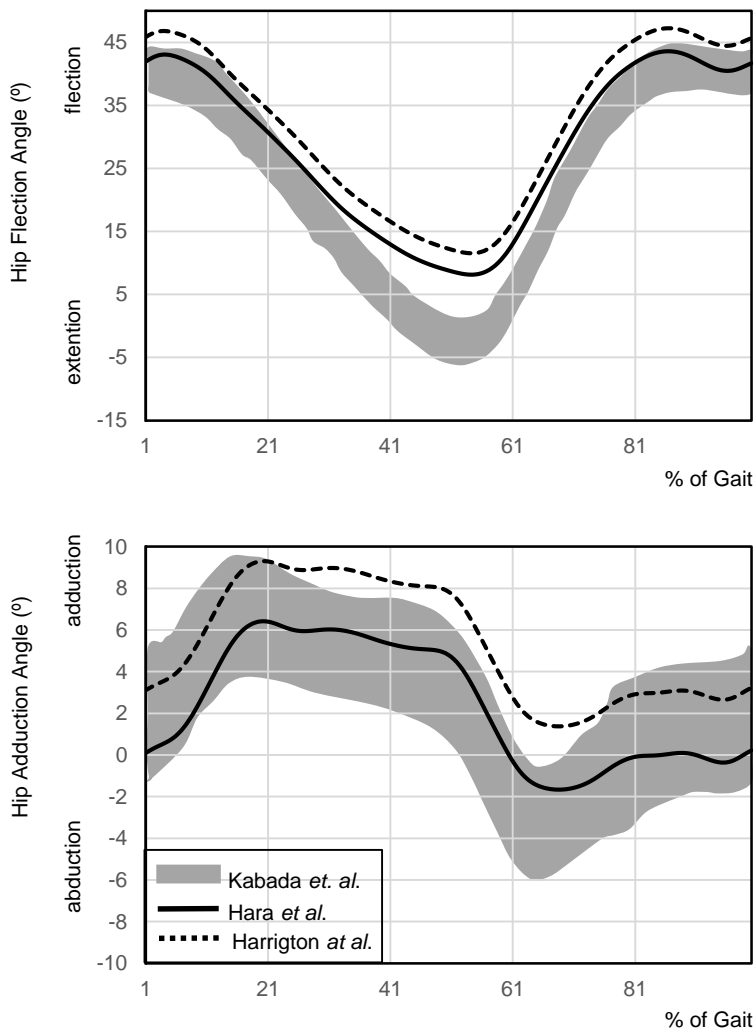 45
35
25
15
5
-5
-15
flection
Hip Flection Angle (º)
extention
1 21 41 61 81
% of Gait
10
8
6
4
2
0
-2
-4
-6
-8
-10
adduction
Hip Adduction Angle (º)
abduction
Kabada et. al.
Hara et al.
Harrigton at al.
1 21 41 61 81
% of Gait